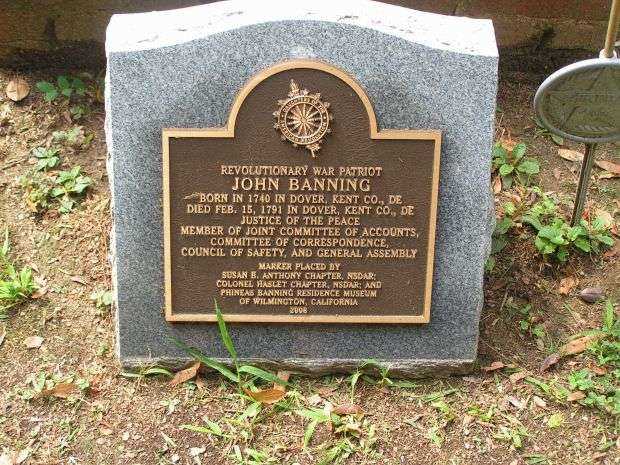 REVOLUTIONARY WAR PATRIOT
JOHN BANNING
BORN IN 1740 IN DOVER, KENT CO., DE
DIED FEB. 15, 1791 IN DOVER, KENT CO., DE
JUSTICE OF THE PEACE
MEMBER OF JOINT COMMITTEE OF ACCOUNTS,
COMMITTEE OF CORRESPONDENCE,
COUNCIL OF SAFETY, AND GENERAL ASSEMBLY
MARKER PLACED BY
SUSAN B. ANTHONY CHAPTER, NSDAR;
COLONEL HASLET CHAPTER, NSDAR; AND
PHINEAS BANNING RESIDENCE MUSEUM
OF WILMINGTON, CALIFORNIA
2008